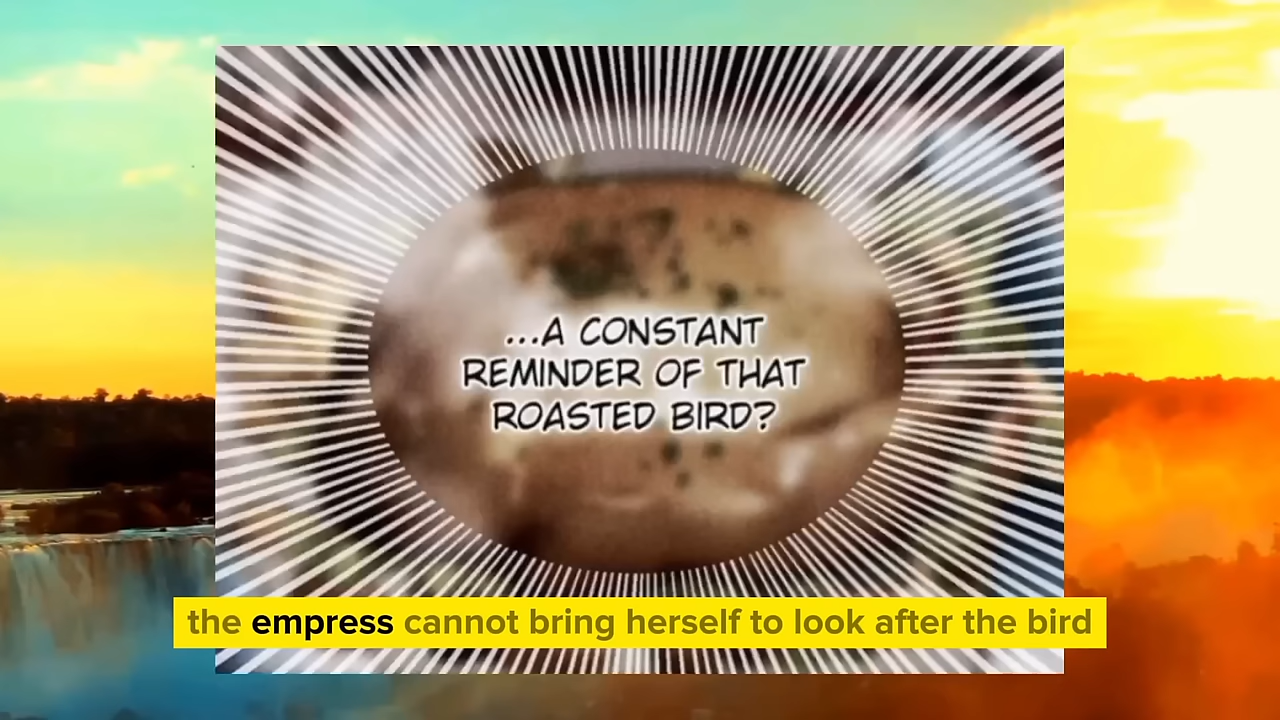 ...A CONSTANT
REMINDER OF THAT
ROASTED BIRD?
the empress cannot bring herself to look after the bird